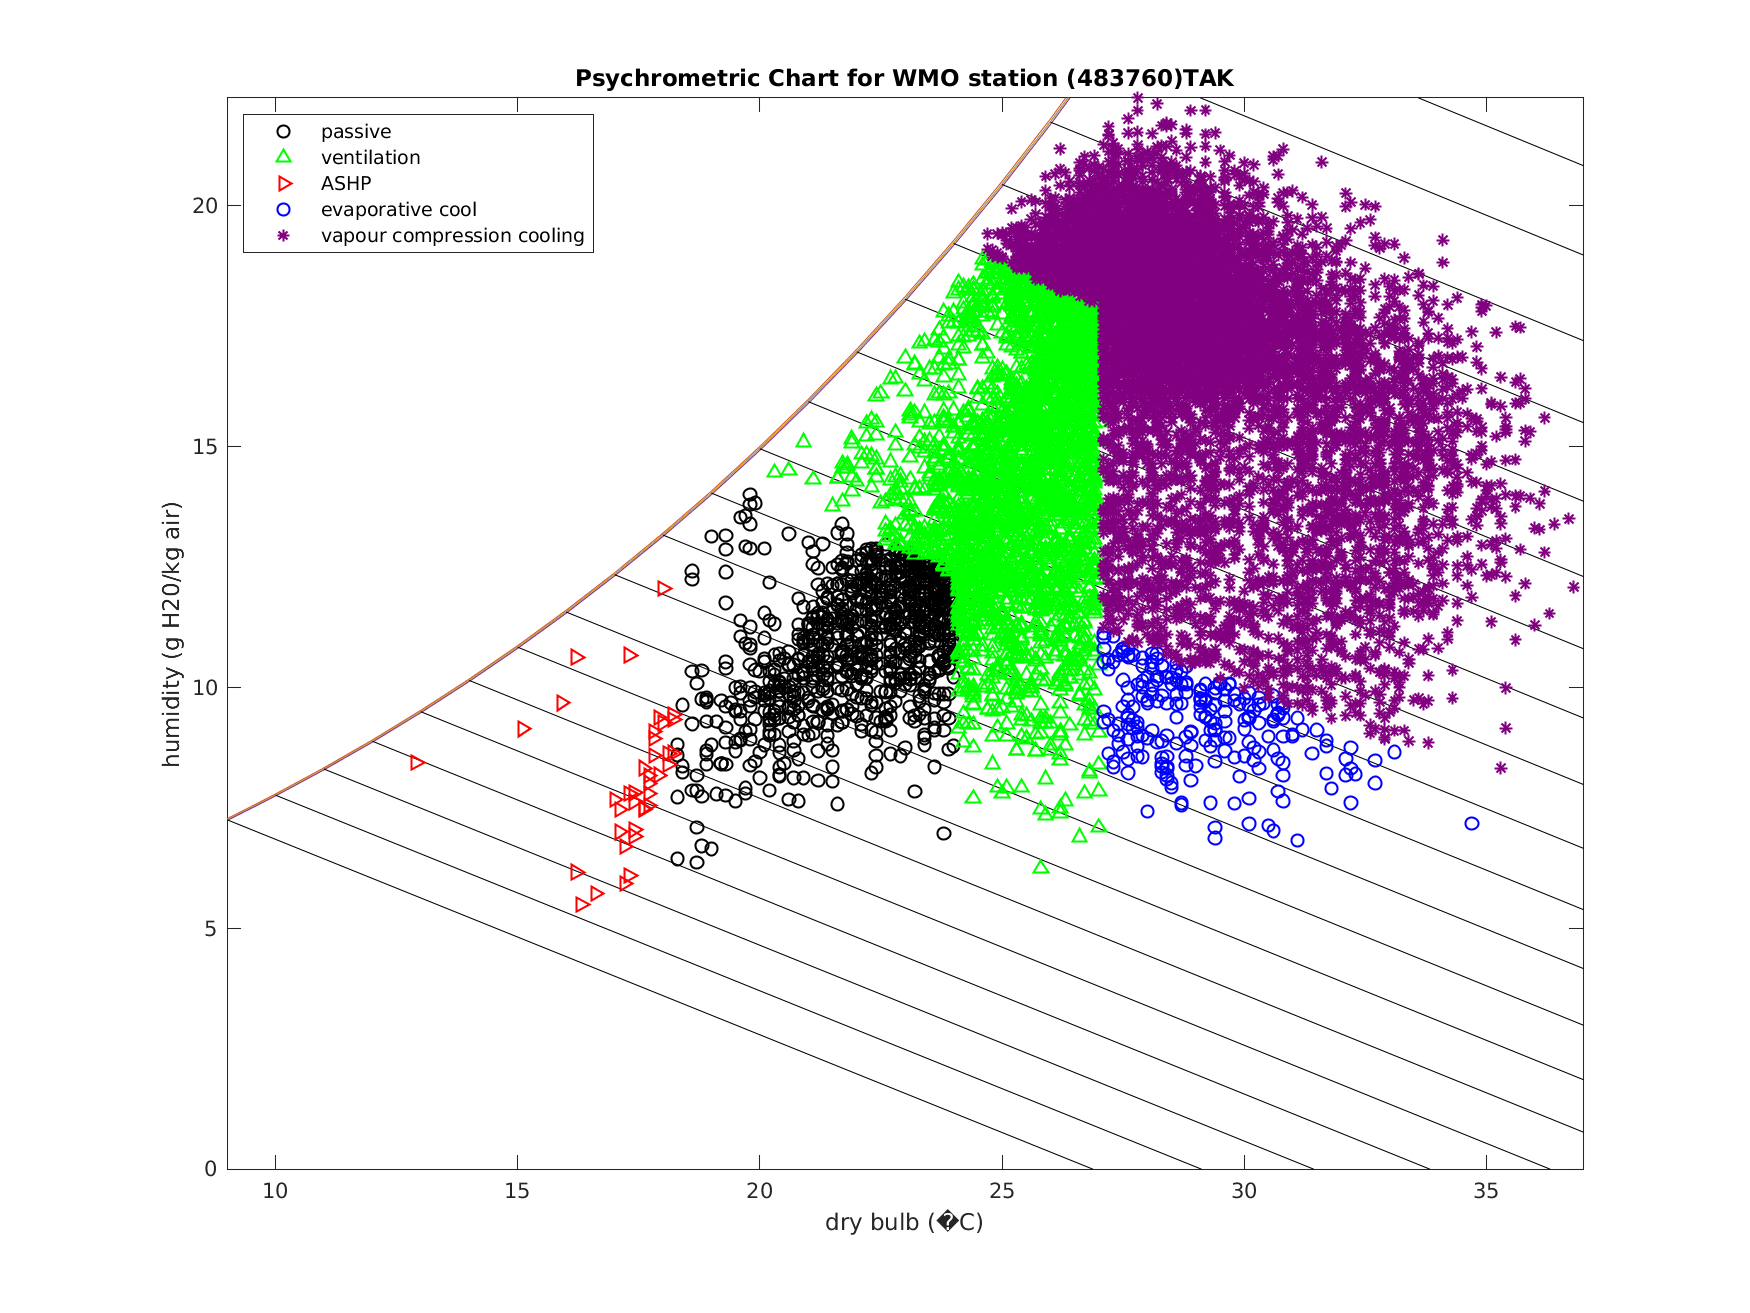 Psychrometric Chart for WMO station (483760)TAK
passive
ventilation
ASHP
evaporative cool
vapour compression cooling
20
15
10
5
0
humidity (g H20/kg air)
10 15 20 25 30 35
dry bulb (�C)